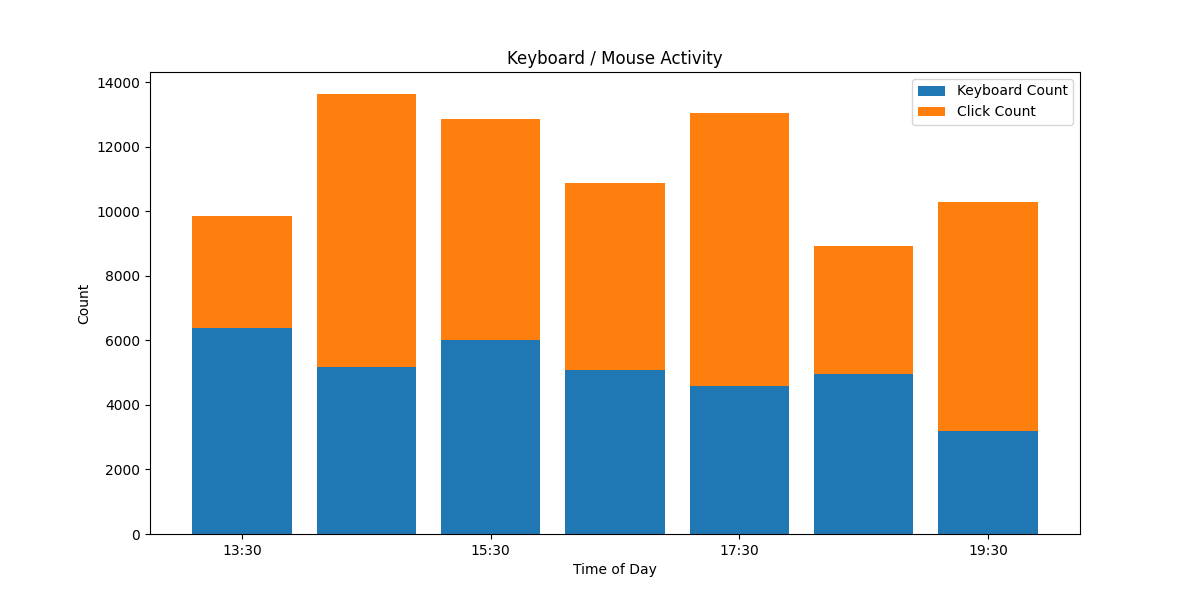 Keyboard / Mouse Activity
Keyboard Count
Click Count
14000
12000
10000
8000
6000
4000
2000
0
Count
13:30
15:30
17:30
19:30
Time of Day